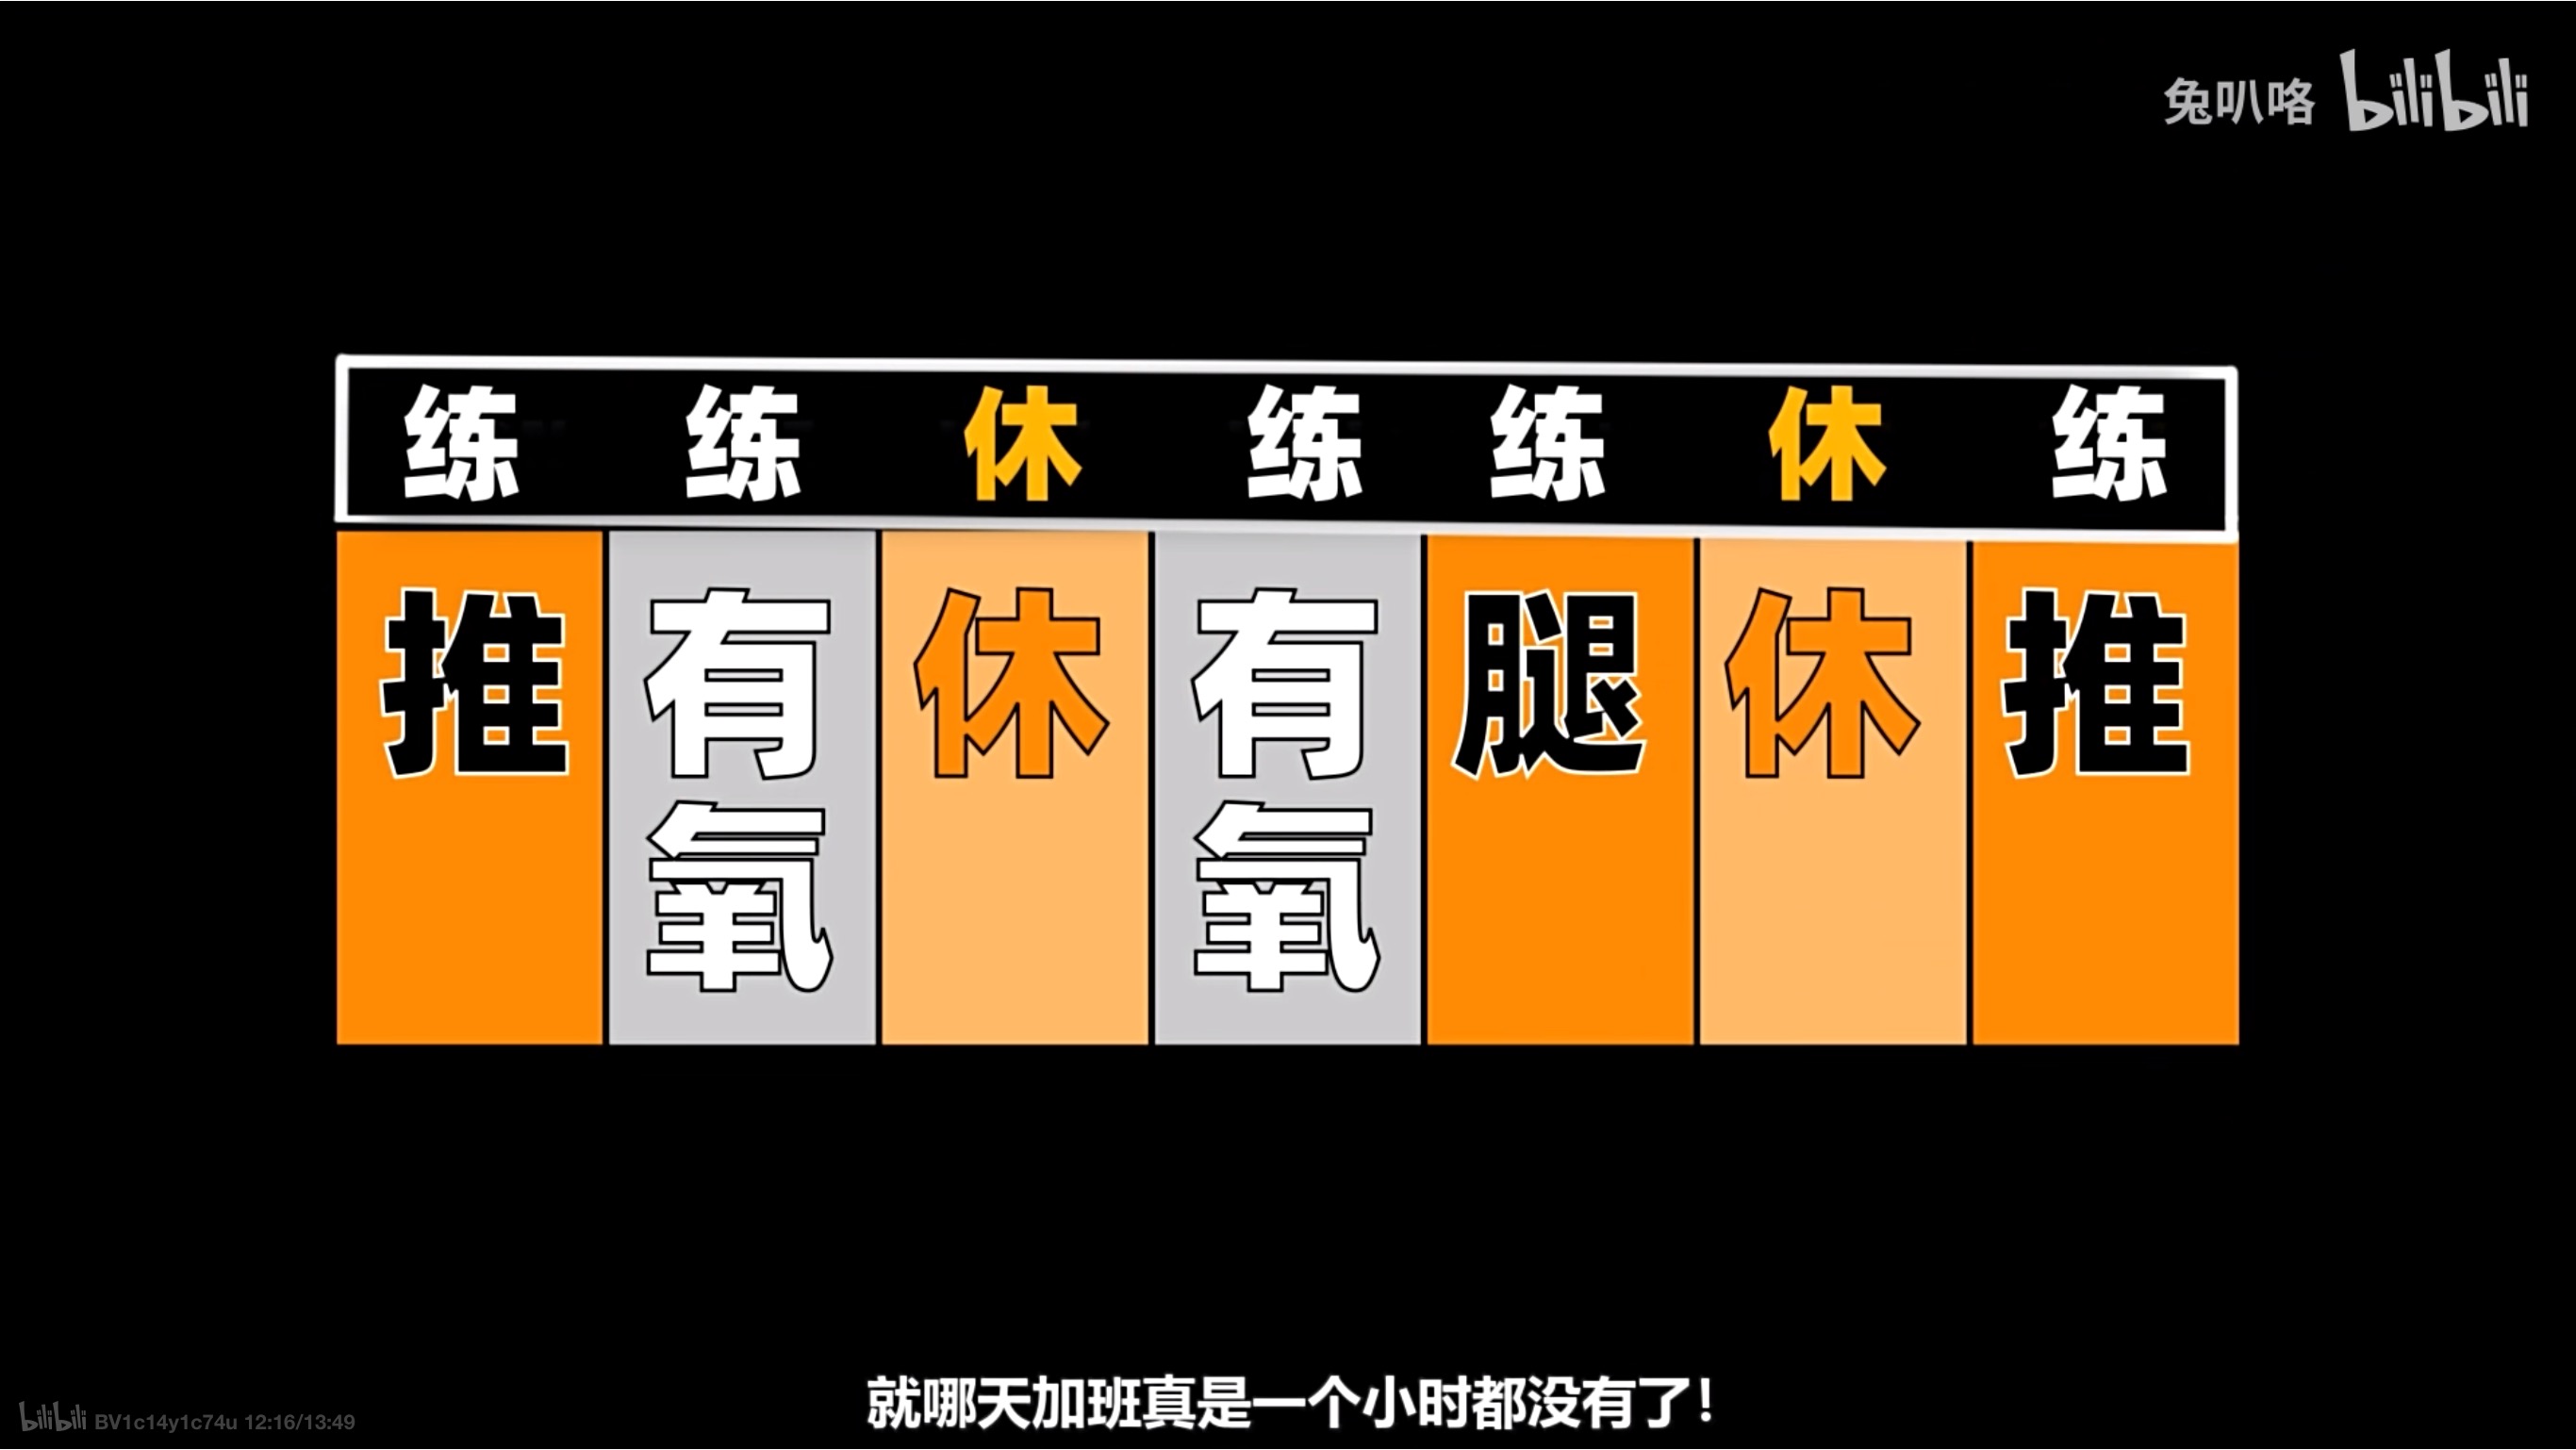 兔叭咯 bilibili
练 练 休 练 练 休 练
推 有氧 休 有氧 腿 休 推
就哪天加班真是一个小时都没有了！
bilibili BV1c14y1c74u 12:16/13:49